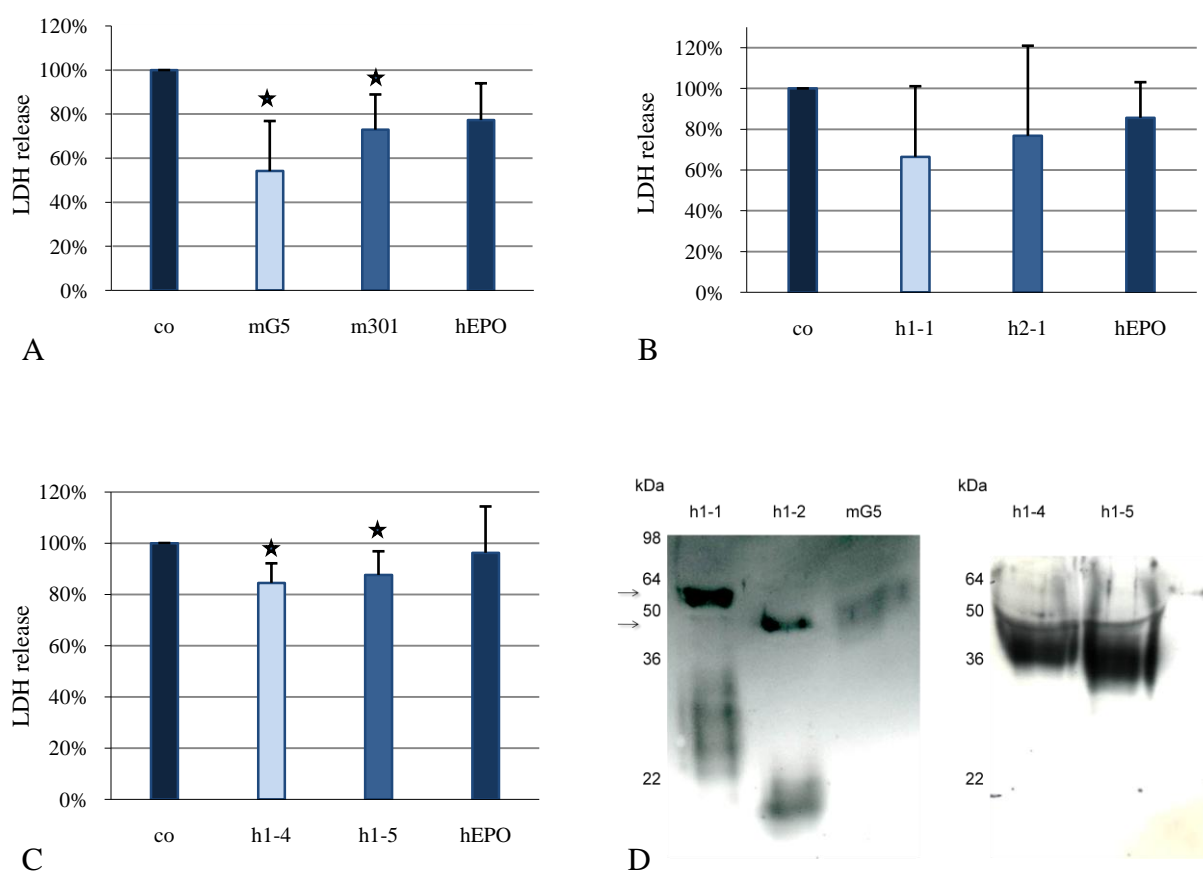 120%
100%
80%
60%
40%
20%
0%
LDH release
co mG5 m301 hEPO
A
120%
100%
80%
60%
40%
20%
0%
LDH release
co h1-1 h2-1 hEPO
B
120%
100%
80%
60%
40%
20%
0%
LDH release
co h1-4 h1-5 hEPO
C
kDa
h1-1 h1-2 mG5
98
64
50
36
22
kDa
h1-4 h1-5
64
50
36
22
D